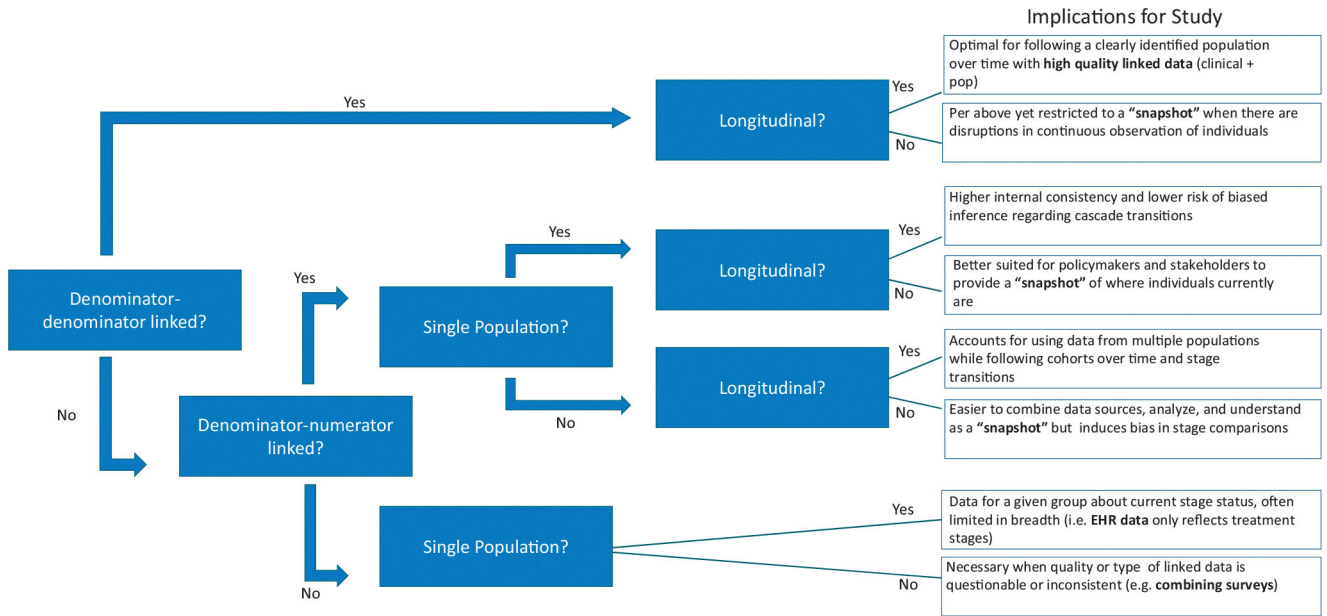 Implications for Study
Optimal for following a clearly identified population
over time with high quality linked data (clinical +
pop)
Yes
Yes
Longitudinal?
No
Per above yet restricted to a “snapshot” when there are
disruptions in continuous observation of individuals
Higher internal consistency and lower risk of biased
inference regarding cascade transitions
Yes
Yes
Longitudinal?
No
Better suited for policymakers and stakeholders to
provide a “snapshot” of where individuals currently
are
Yes
Denominator-
denominator linked?
Single Population?
Accounts for using data from multiple populations
while following cohorts over time and stage
transitions
Yes
Longitudinal?
No
No
No
Easier to combine data sources, analyze, and understand
as a “snapshot” but induces bias in stage comparisons
Denominator-numerator
linked?
Data for a given group about current stage status, often
limited in breadth (i.e. EHR data only reflects treatment
stages)
Yes
Single Population?
No
No
Necessary when quality or type of linked data is
questionable or inconsistent (e.g. combining surveys)